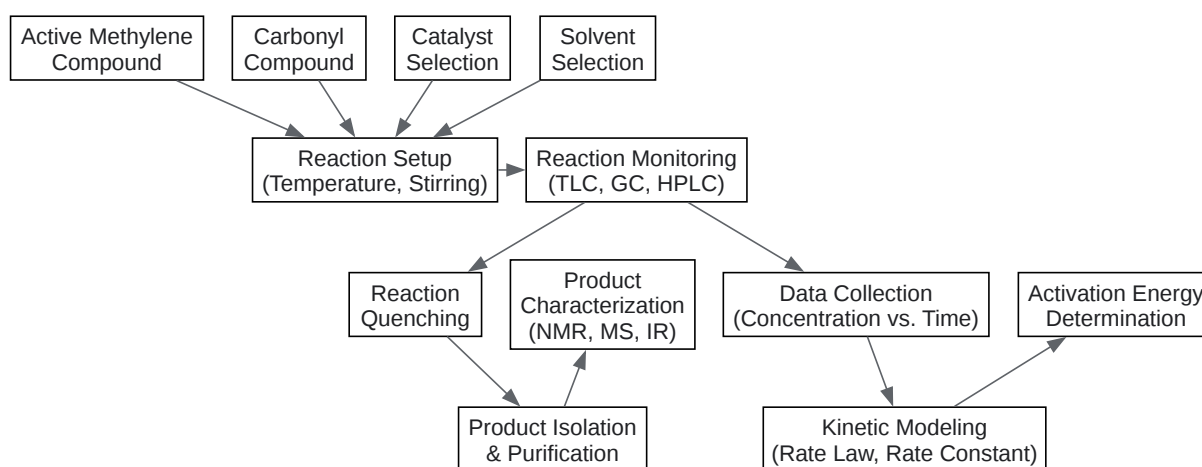 Active Methylene
Compound
Carbonyl
Compound
Catalyst
Selection
Solvent
Selection
Reaction Setup
(Temperature, Stirring)
Reaction Monitoring
(TLC, GC, HPLC)
Reaction
Quenching
Product
Characterization
(NMR, MS, IR)
Data Collection
(Concentration vs. Time)
Activation Energy
Determination
Product Isolation
& Purification
Kinetic Modeling
(Rate Law, Rate Constant)